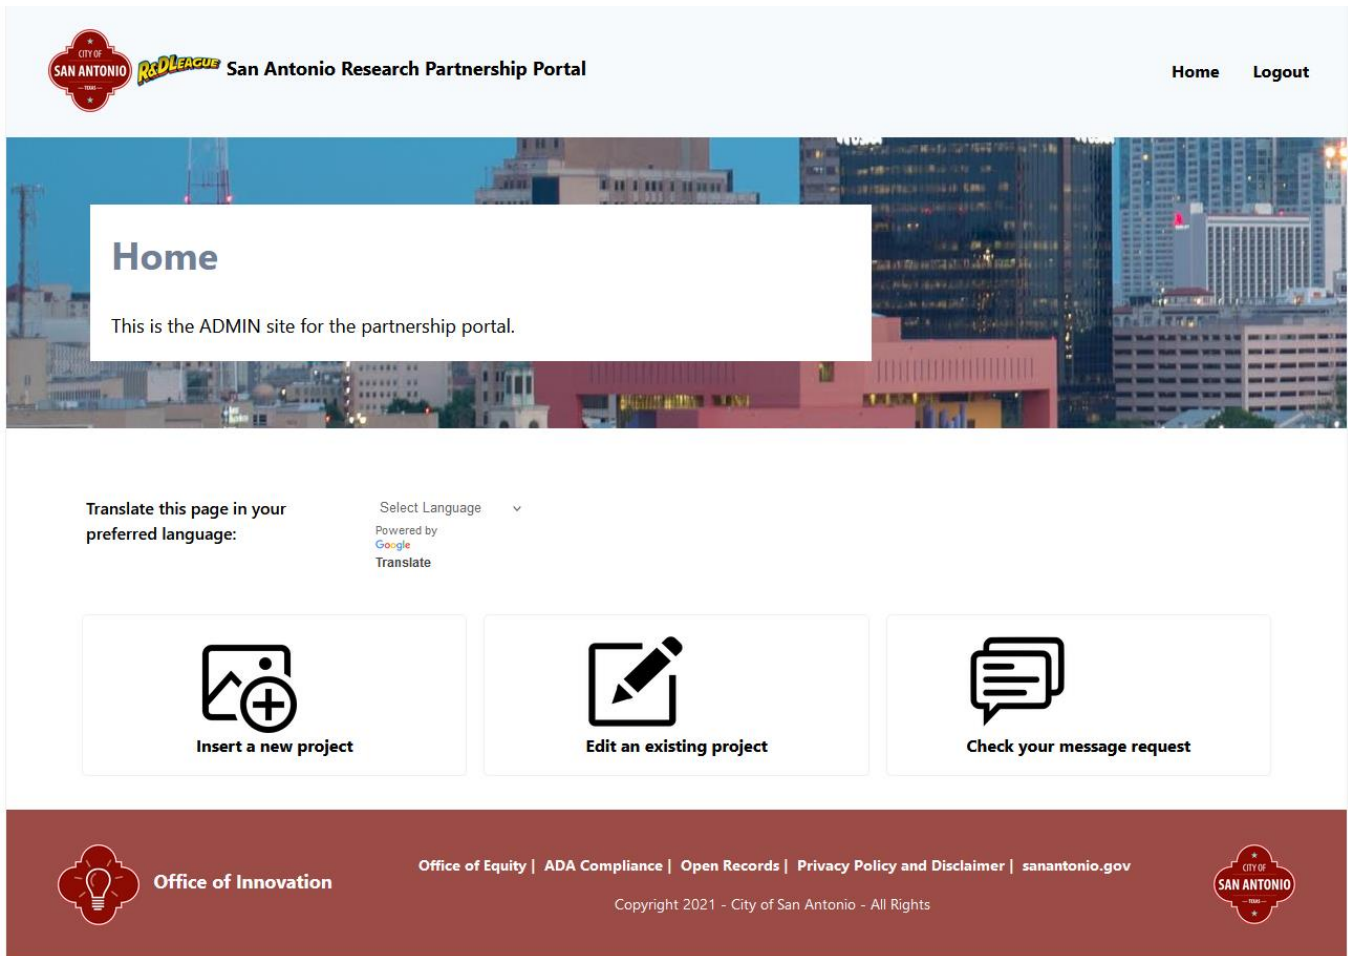 CITY OF
SAN ANTONIO
TEXAS
R&DLEAGUE
San Antonio Research Partnership Portal
Home
Logout
Home
This is the ADMIN site for the partnership portal.
Translate this page in your
preferred language:
Select Language
Powered by
Google
Translate
Insert a new project
Edit an existing project
Check your message request
Office of Innovation
Office of Equity | ADA Compliance | Open Records | Privacy Policy and Disclaimer | sanantonio.gov
Copyright 2021 - City of San Antonio - All Rights
CITY OF
SAN ANTONIO
TEXAS